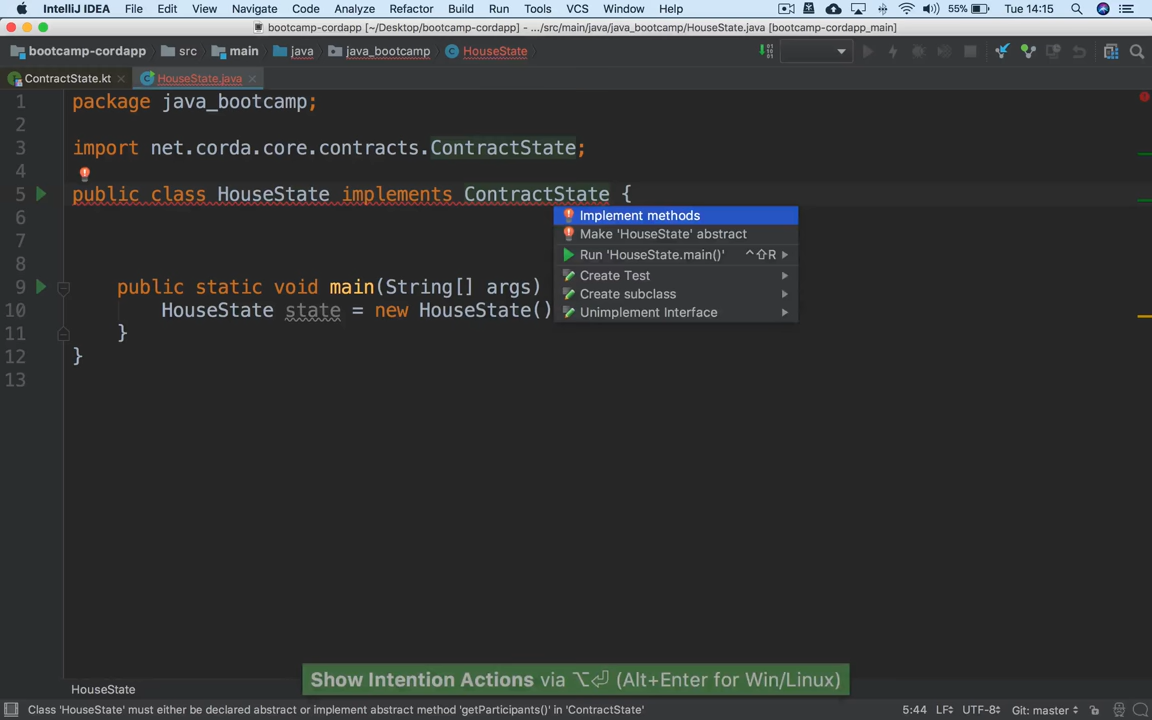 IntelliJ IDEA File Edit View Navigate Code Analyze Refactor Build Run Tools VCS Window Help 55% Tue 14:15
bootcamp-cordapp [~/Desktop/bootcamp-cordapp] - .../src/main/java/java_bootcamp/HouseState.java [bootcamp-cordapp_main]
bootcamp-cordapp src main java java_bootcamp HouseState
ContractState.kt HouseState.java
1 package java_bootcamp;
2
3 import net.corda.core.contracts.ContractState;
4
5 public class HouseState implements ContractState {
6
Implement methods
7
Make 'HouseState' abstract
8
Run 'HouseState.main()' ^⇧R
Create Test
9 public static void main(String[] args)
Create subclass
10 HouseState state = new HouseState()
Unimplement Interface
11 }
12 }
13
Show Intention Actions via ⌥⏎ (Alt+Enter for Win/Linux)
HouseState
Class 'HouseState' must either be declared abstract or implement abstract method 'getParticipants()' in 'ContractState' 5:44 LF UTF-8 Git: master